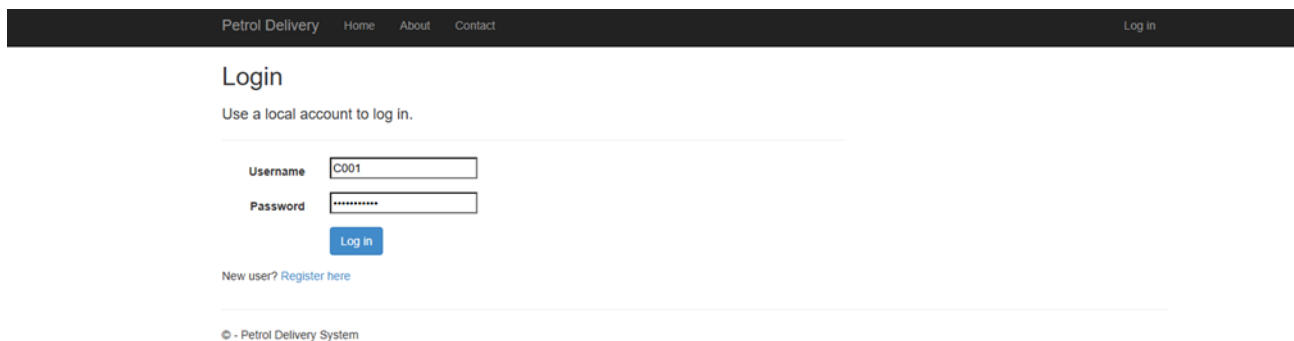 Petrol Delivery Home About Contact Log in
Login
Use a local account to log in.
Username C001
Password •••••••••••
Log in
New user? Register here
© - Petrol Delivery System